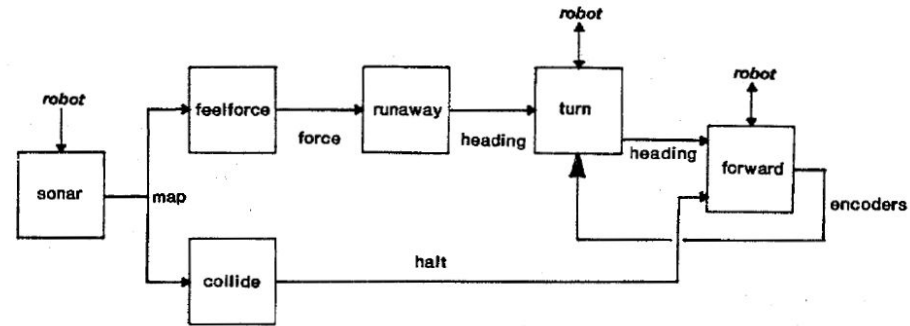 robot
robot
robot
feelforce
runaway
turn
force
heading
heading
forward
sonar
map
encoders
collide
halt